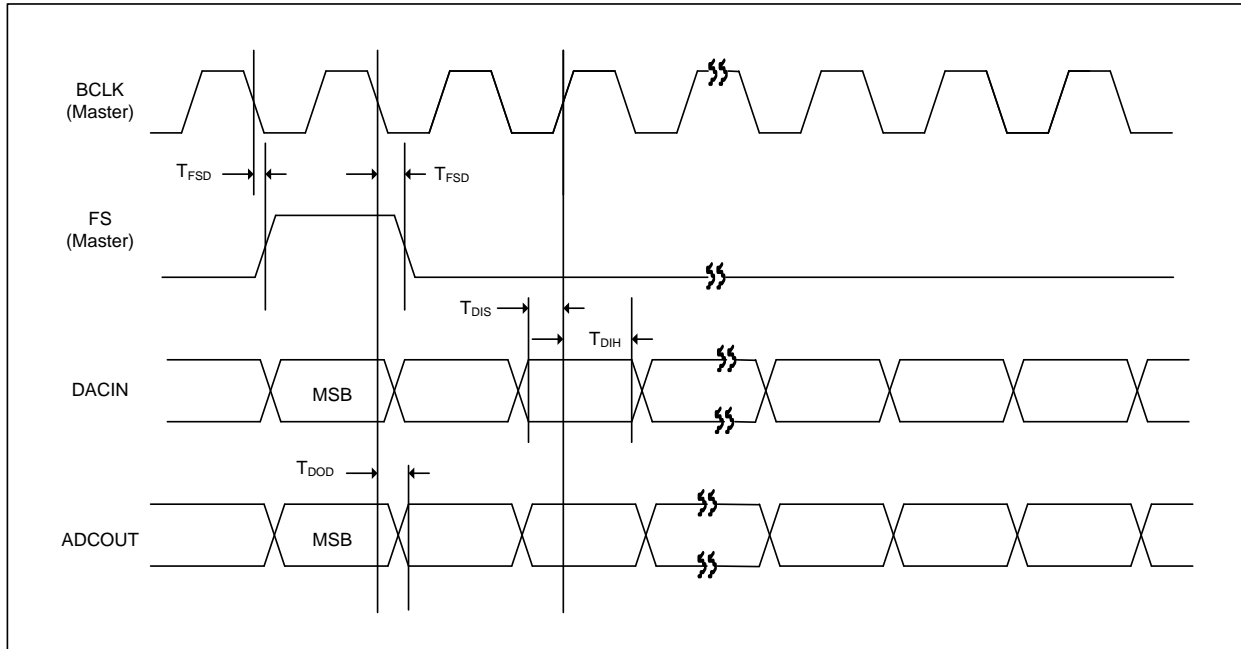 BCLK
(Master)
TFSD
TFSD
FS
(Master)
TDIS
TDIH
DACIN
MSB
TDOD
ADCOUT
MSB